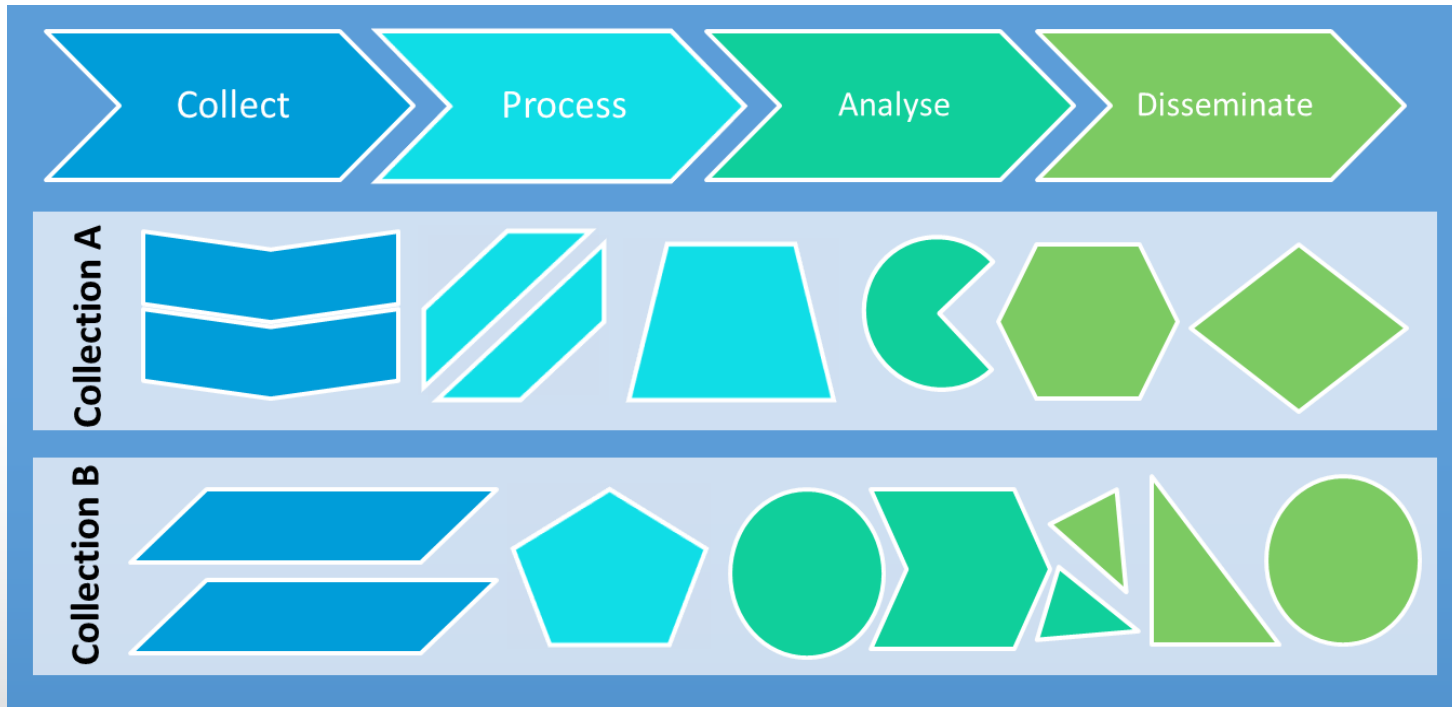 Collect
Process
Analyse
Disseminate
Collection A
Collection B